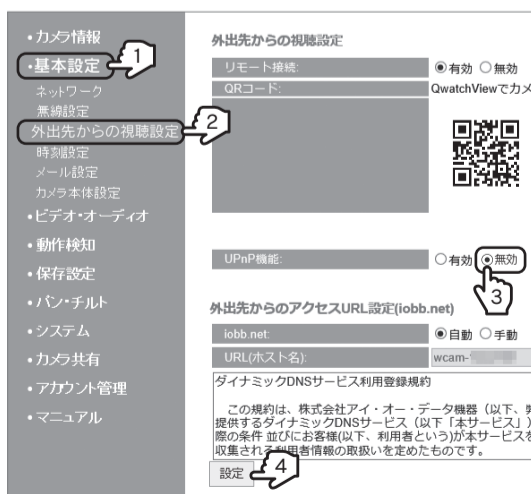 ・カメラ情報
・基本設定
1
ネットワーク
無線設定
外出先からの視聴設定
2
時刻設定
メール設定
カメラ本体設定
・ビデオ・オーディオ
・動作検知
・保存設定
・パン・チルト
・システム
・カメラ共有
・アカウント管理
・マニュアル
外出先からの視聴設定
リモート接続: 有効 無効
QRコード: QwatchViewでカメ
UPnP機能: 有効 無効
3
外出先からのアクセスURL設定(iobb.net)
iobb.net: 自動 手動
URL(ホスト名): wcam-
ダイナミックDNSサービス利用登録規約
この規約は、株式会社アイ・オー・データ機器（以下、
提供するダイナミックDNSサービス（以下「本サービス」）
際の条件 並びにお客様(以下、利用者という)が本サービスを
収集される利用者情報の取扱いを定めたものです。
設定
4